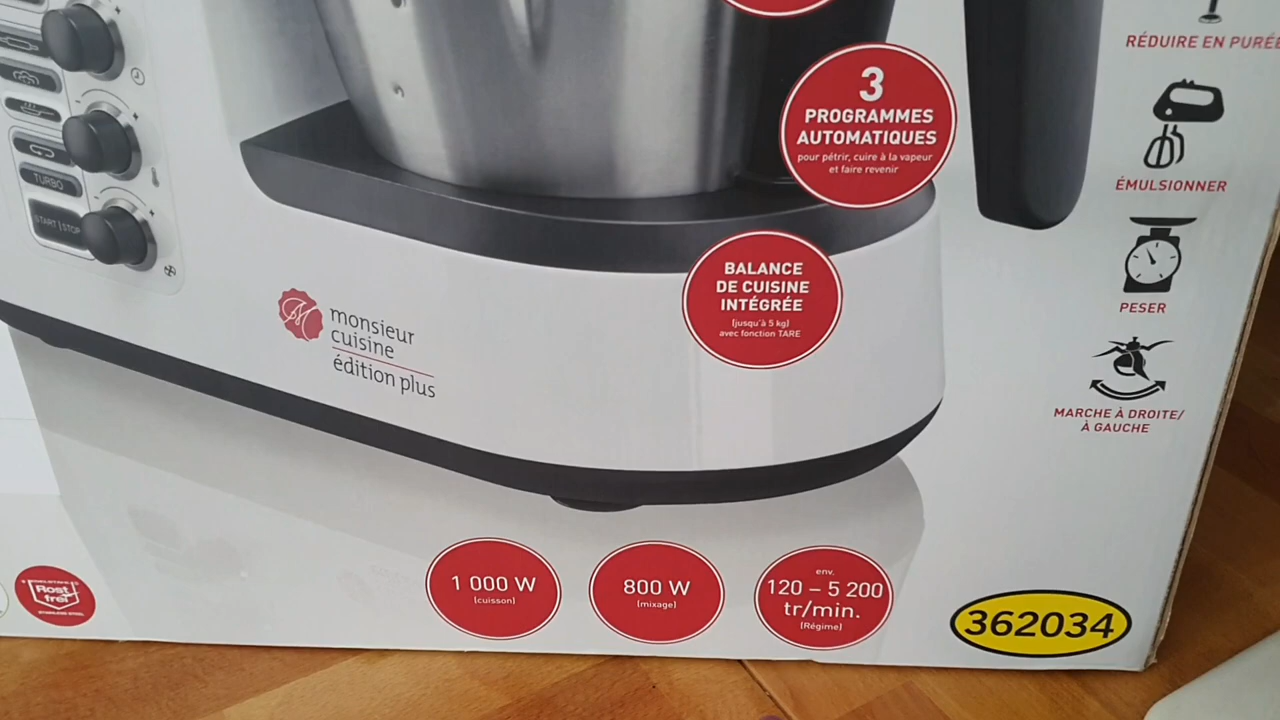 RÉDUIRE EN PURÉE
3
PROGRAMMES
AUTOMATIQUES
pour pétrir, cuire à la vapeur
et faire revenir
ÉMULSIONNER
TURBO
START | STOP
BALANCE
DE CUISINE
INTÉGRÉE
(jusqu'à 5 kg)
avec fonction TARE
PESER
monsieur
cuisine
édition plus
MARCHE À DROITE/
À GAUCHE
1 000 W
(cuisson)
800 W
(mixage)
env.
120 – 5 200
tr/min.
(Régime)
Rost
frei
STAINLESS STEEL
362034